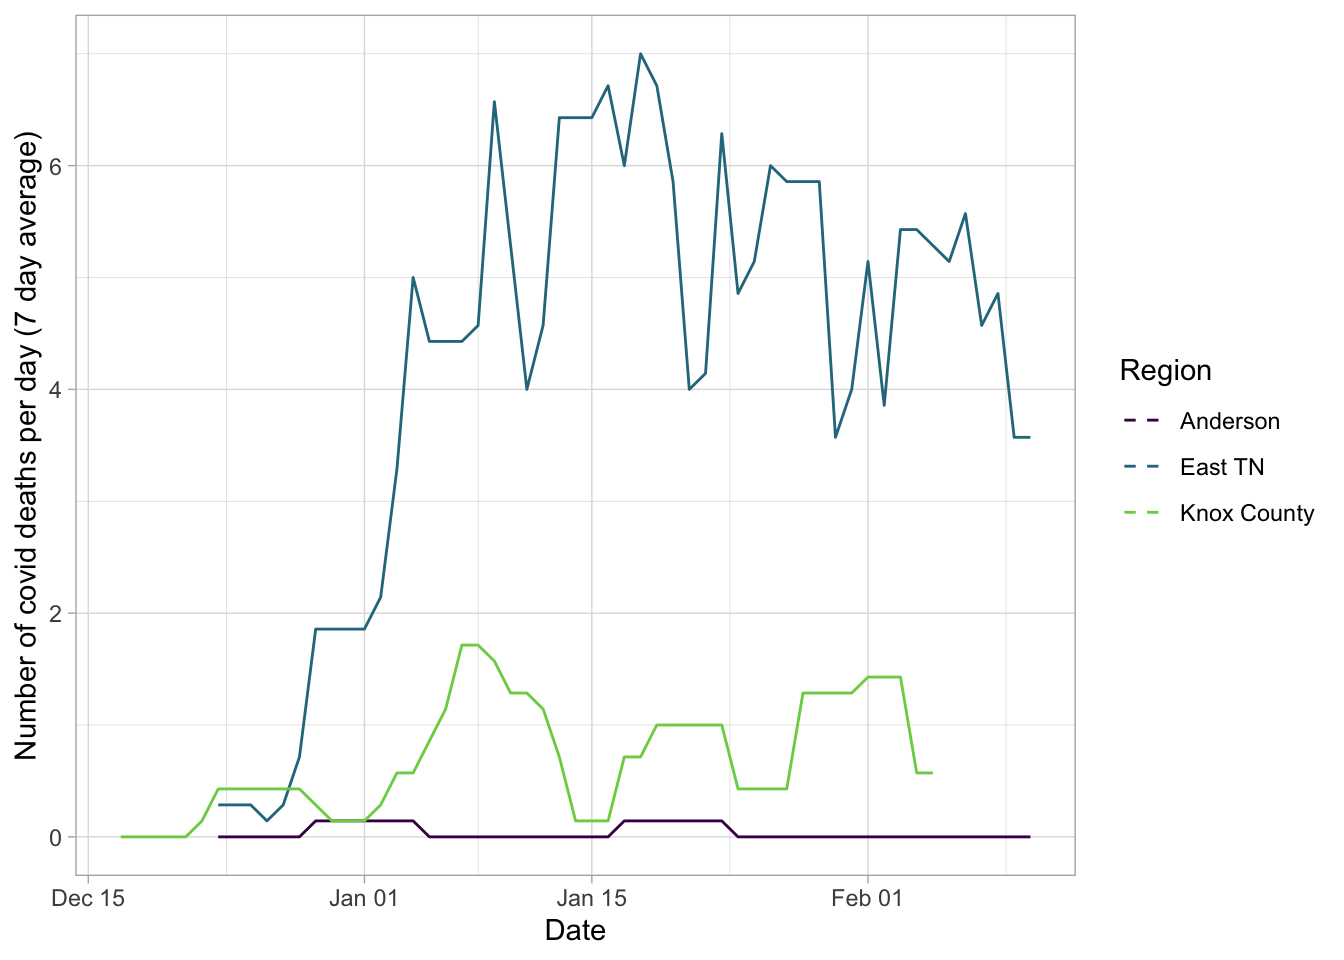 Number of covid deaths per day (7 day average)
6
4
2
0
Dec 15
Jan 01
Jan 15
Feb 01
Date
Region
Anderson
East TN
Knox County